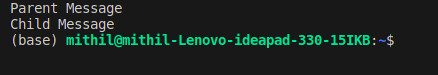 Parent Message
Child Message
(base) mithil@mithil-Lenovo-ideapad-330-15IKB:~$